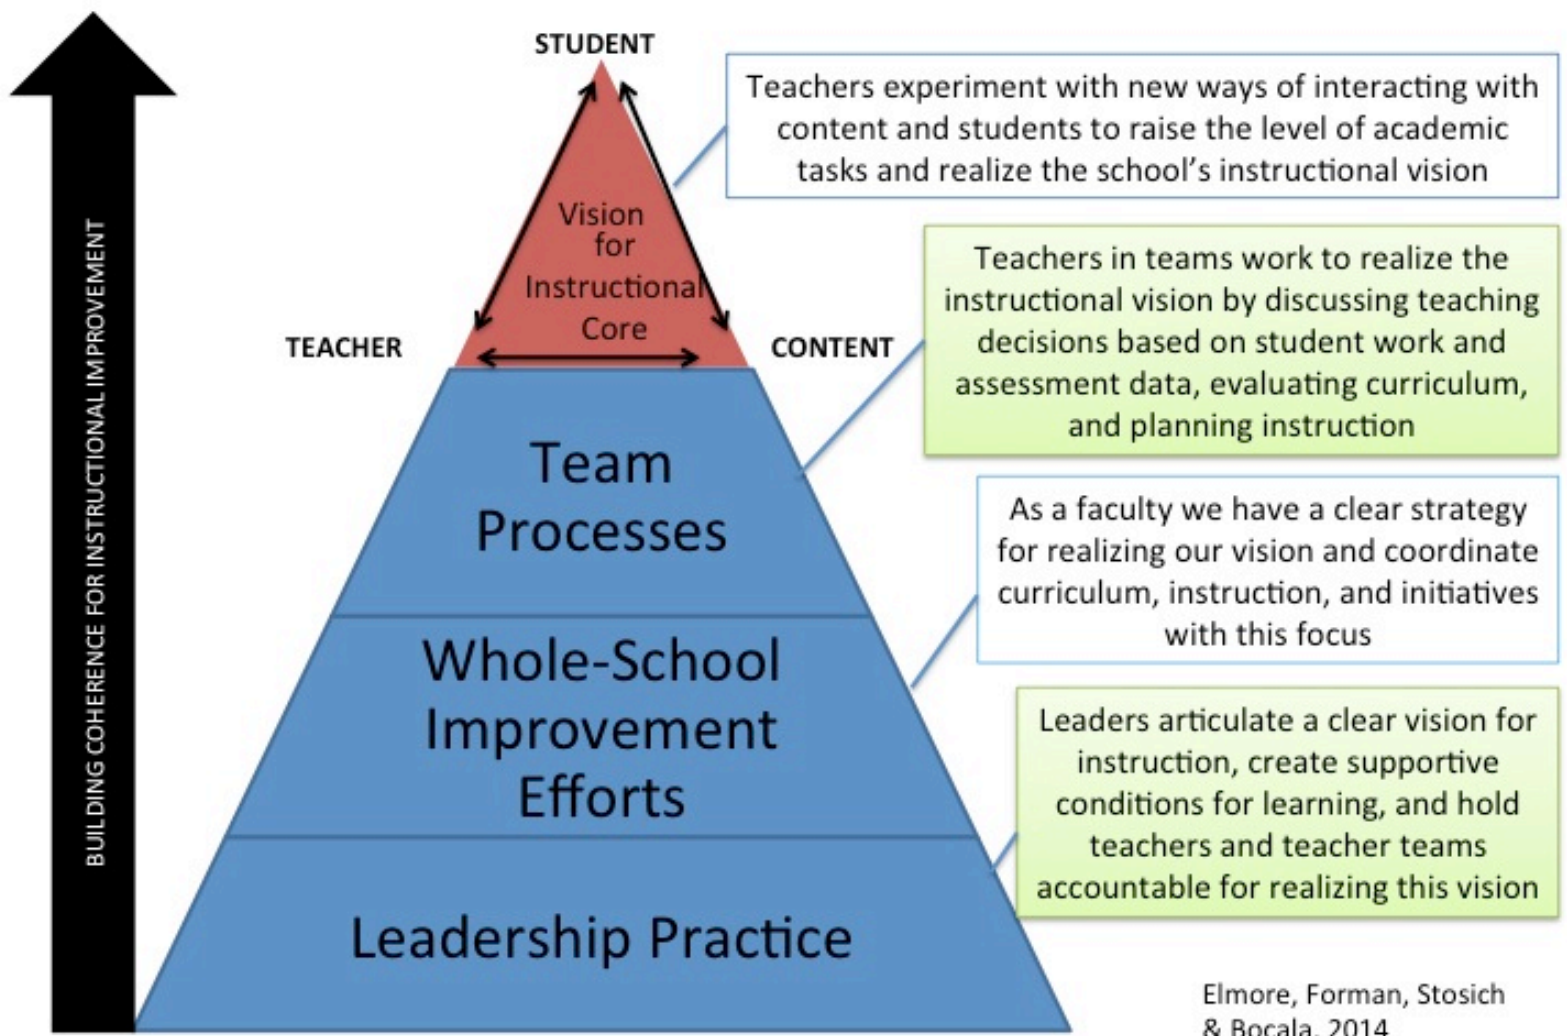 BUILDING COHERENCE FOR INSTRUCTIONAL IMPROVEMENT
STUDENT
Vision
for
Instructional
Core
TEACHER
CONTENT
Teachers experiment with new ways of interacting with
content and students to raise the level of academic
tasks and realize the school’s instructional vision
Team
Processes
Teachers in teams work to realize the
instructional vision by discussing teaching
decisions based on student work and
assessment data, evaluating curriculum,
and planning instruction
Whole-School
Improvement
Efforts
As a faculty we have a clear strategy
for realizing our vision and coordinate
curriculum, instruction, and initiatives
with this focus
Leadership Practice
Leaders articulate a clear vision for
instruction, create supportive
conditions for learning, and hold
teachers and teacher teams
accountable for realizing this vision
Elmore, Forman, Stosich
& Bocala, 2014